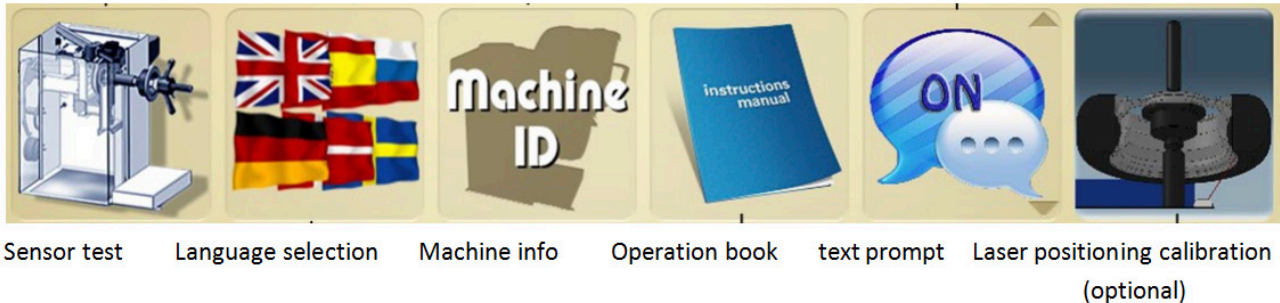 Machine
ID
instructions
manual
ON
Sensor test
Language selection
Machine info
Operation book
text prompt
Laser positioning calibration
(optional)